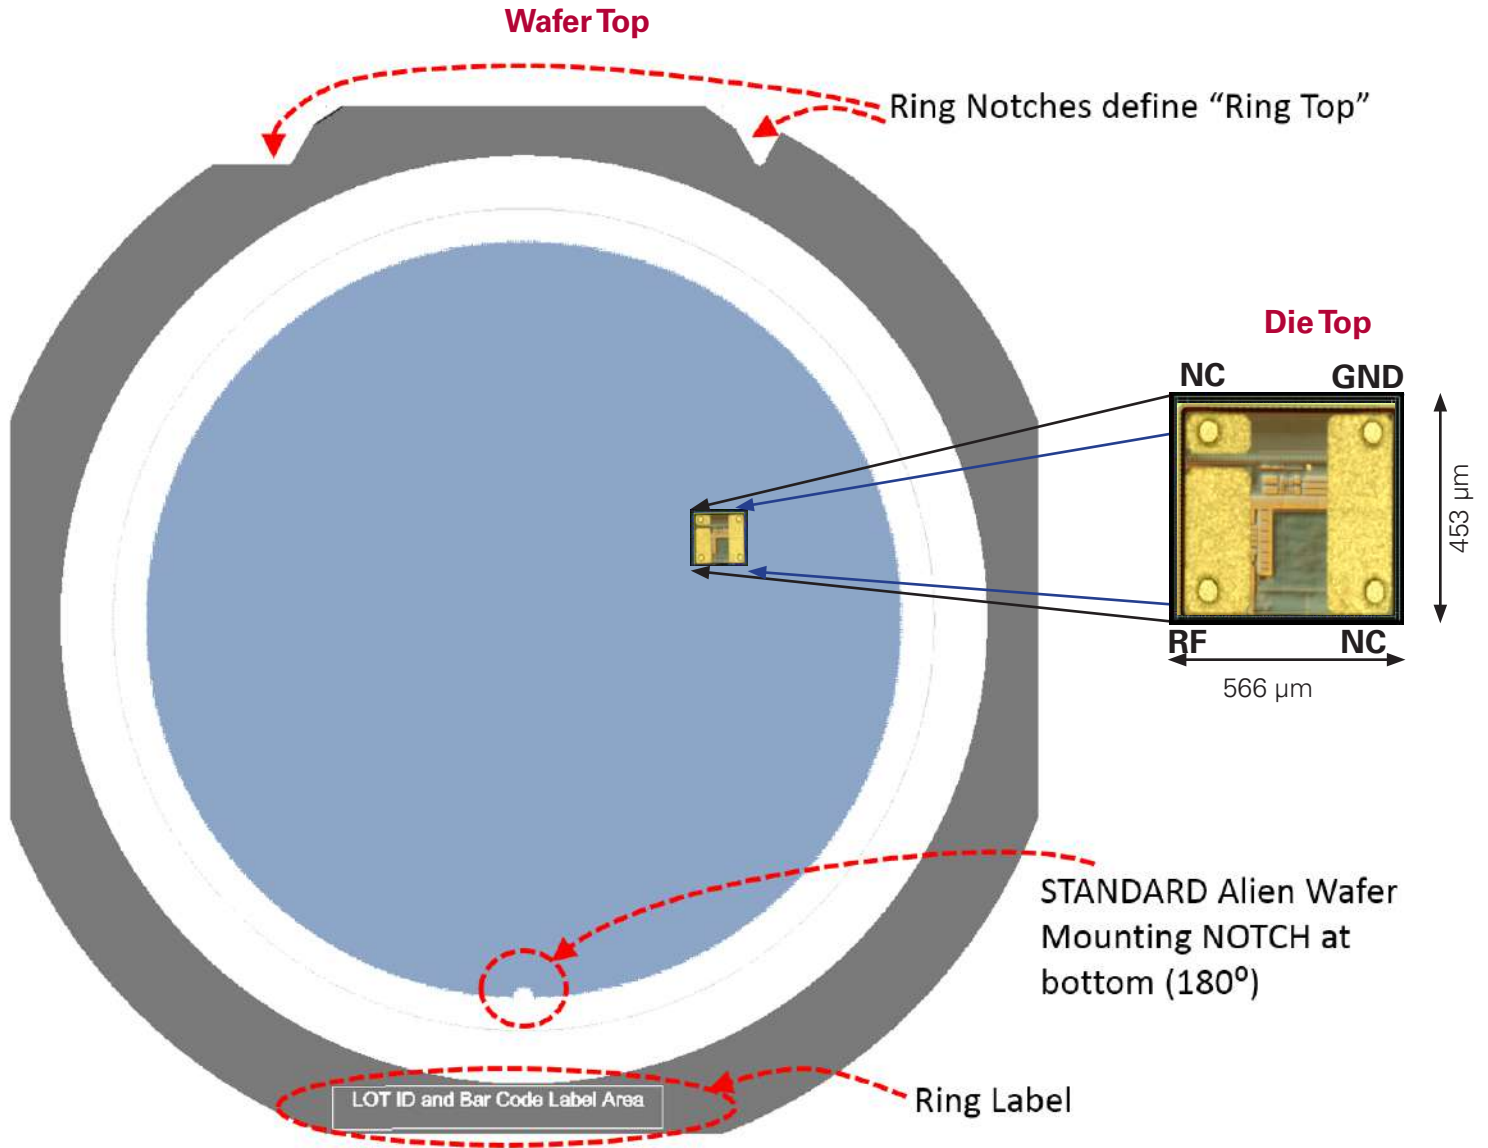 Wafer Top
Ring Notches define “Ring Top”
Die Top
NC
GND
453 µm
RF
NC
566 µm
STANDARD Alien Wafer
Mounting NOTCH at
bottom (180⁰)
LOT ID and Bar Code Label Area
Ring Label